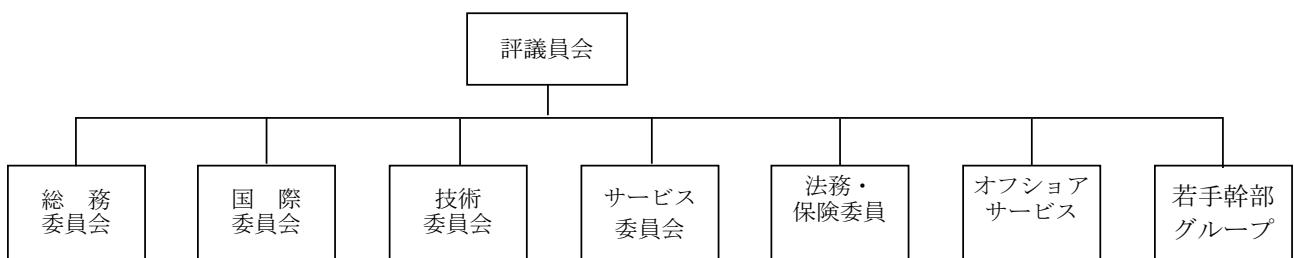 評議員会
総　務
委員会
国　際
委員会
技術
委員会
サービス
委員会
法務・
保険委員
オフショア
サービス
若手幹部
グループ